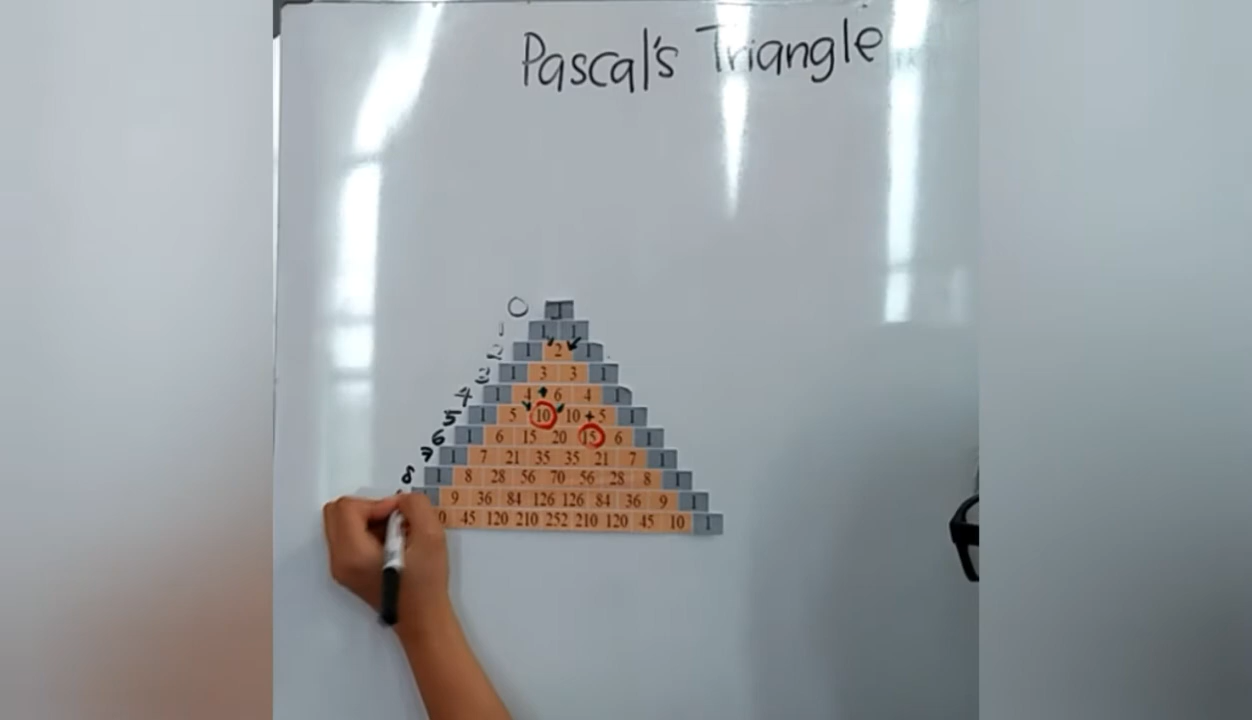 Pascal's Triangle
0 1
1 1 1
2 1 2 1
3 1 3 3 1
4 1 4 + 6 4 1
5 1 5 10 10 + 5 1
6 1 6 15 20 15 6 1
7 1 7 21 35 35 21 7 1
8 1 8 28 56 70 56 28 8 1
9 36 84 126 126 84 36 9 1
0 45 120 210 252 210 120 45 10 1